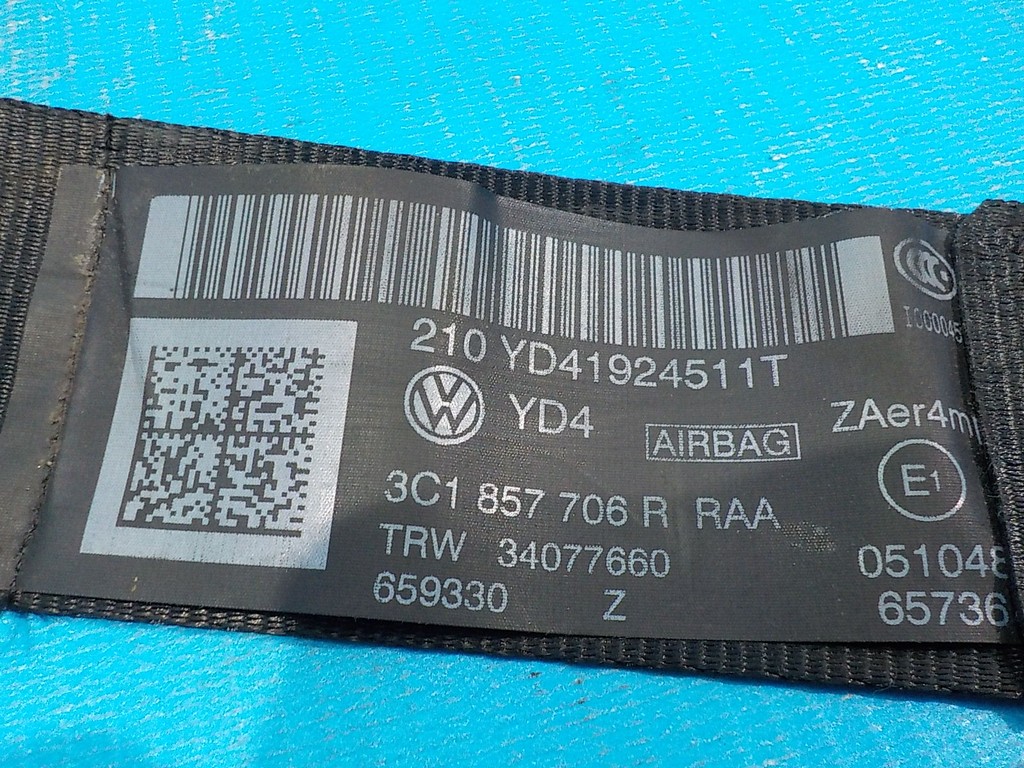 210 YD41924511T
YD4
AIRBAG
ZAer4m
E1
3C1 857 706 R RAA
TRW 34077660
051048
659330 Z
65736